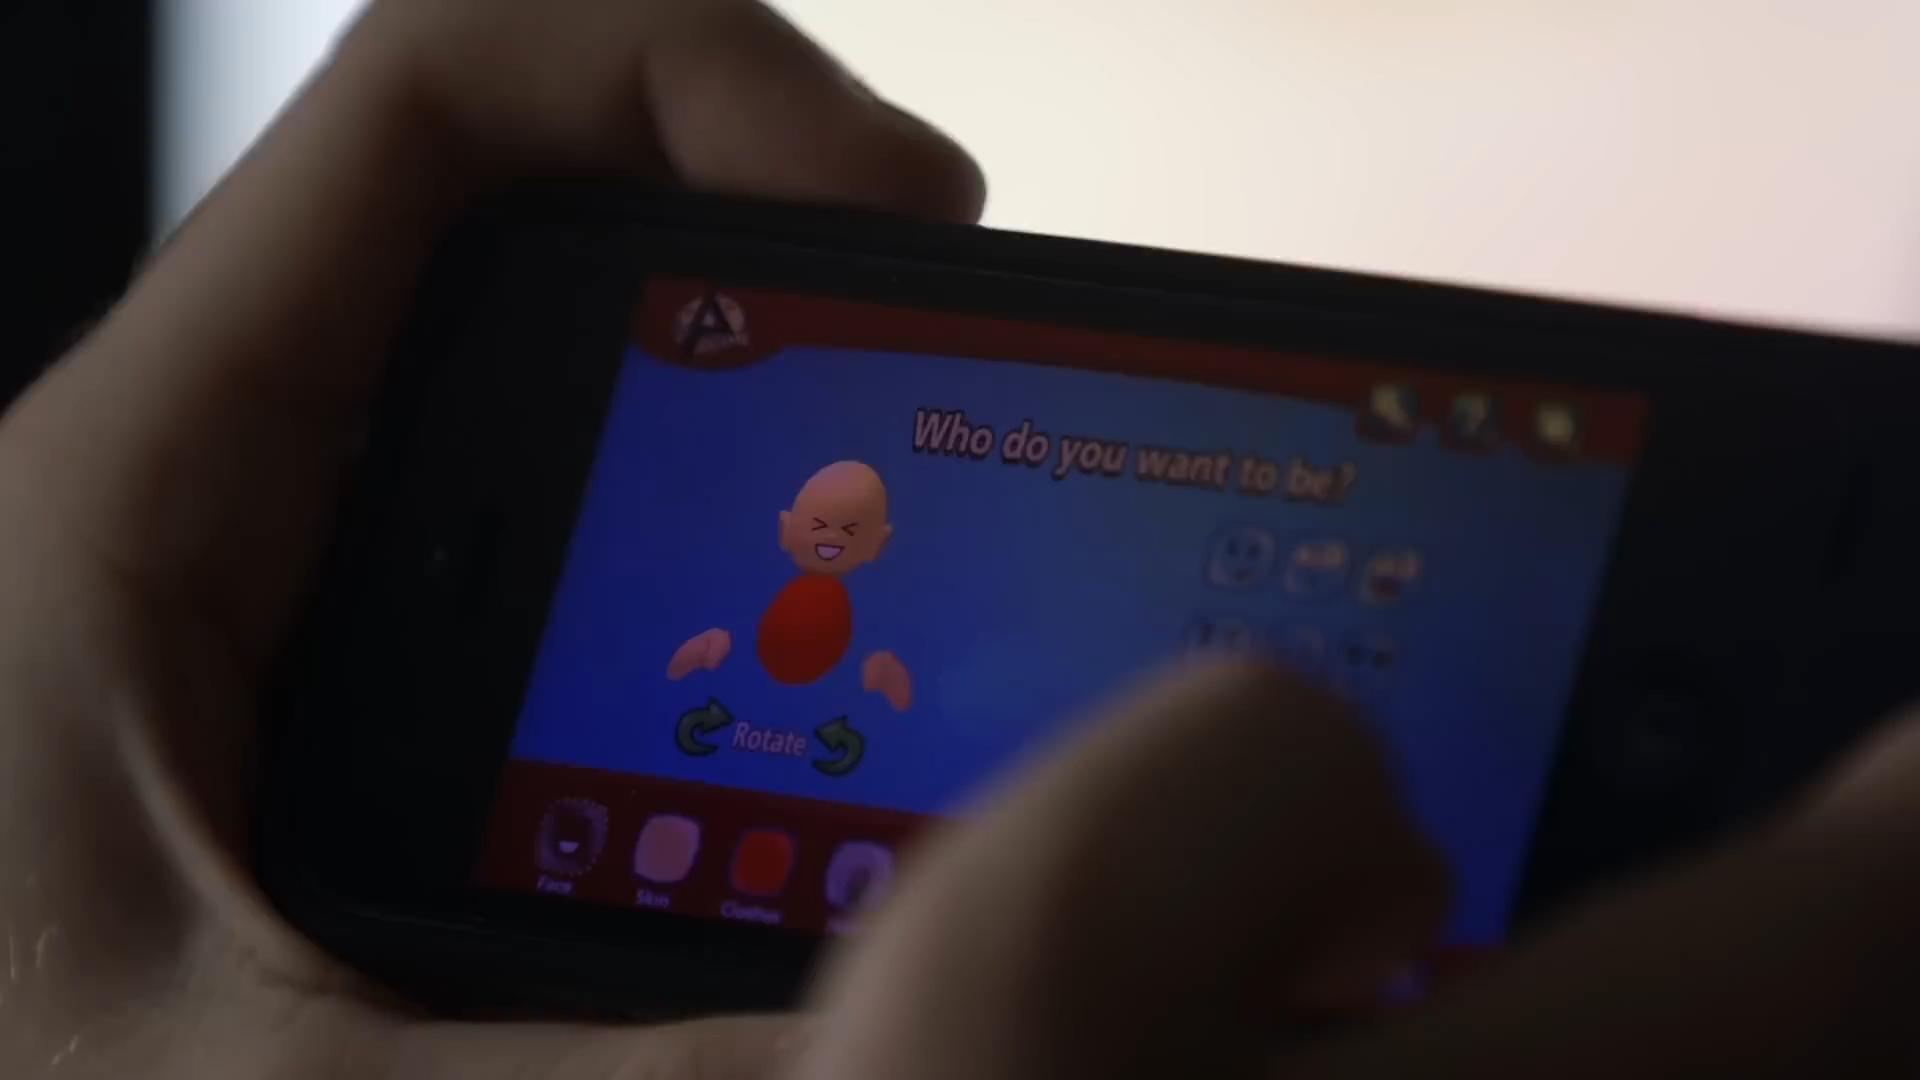 A
Who do you want to be?
Rotate
Face
Skin
Clothes